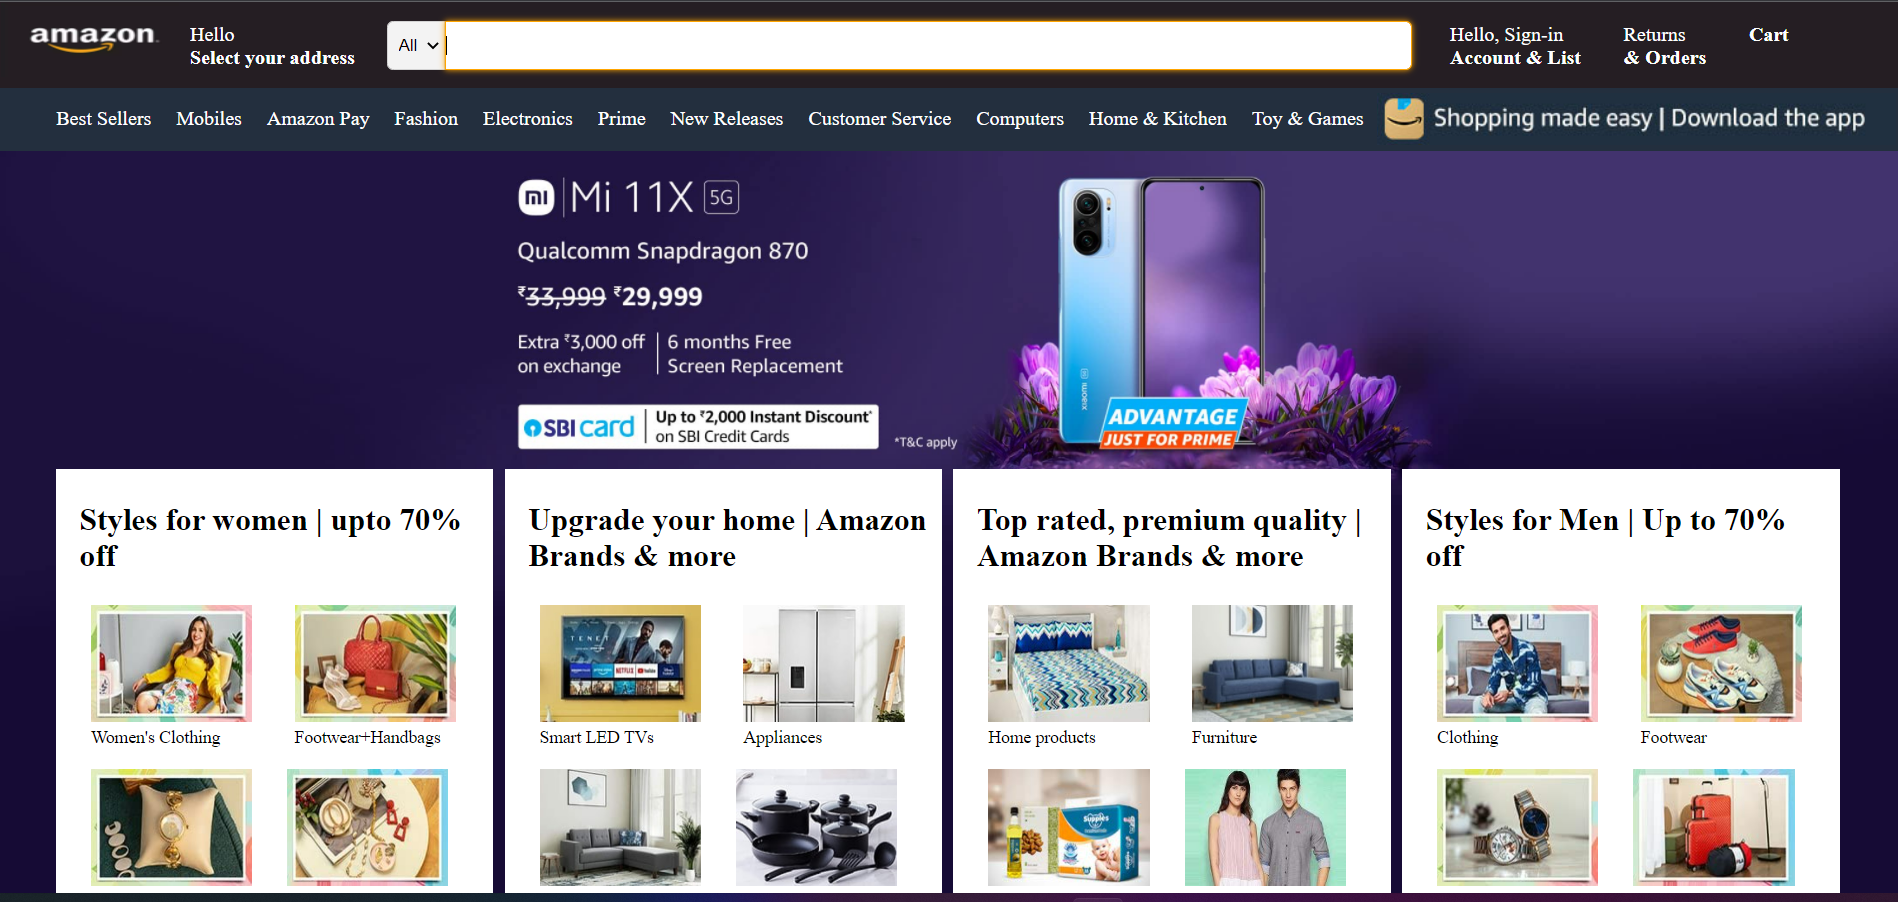 amazon
Hello
Select your address
All
Hello, Sign-in
Account & List
Returns
& Orders
Cart
Best Sellers Mobiles Amazon Pay Fashion Electronics Prime New Releases Customer Service Computers Home & Kitchen Toy & Games Shopping made easy | Download the app
mi | Mi 11X 5G
Qualcomm Snapdragon 870
₹33,999 ₹29,999
Extra ₹3,000 off
on exchange
6 months Free
Screen Replacement
SBI card
Up to ₹2,000 Instant Discount*
on SBI Credit Cards
*T&C apply
XIAOMI
ADVANTAGE
JUST FOR PRIME
Styles for women | upto 70%
off
Women's Clothing
Footwear+Handbags
Upgrade your home | Amazon
Brands & more
TENET
NETFLIX
Smart LED TVs
Appliances
Top rated, premium quality |
Amazon Brands & more
Home products
Furniture
Supples
Styles for Men | Up to 70%
off
Clothing
Footwear